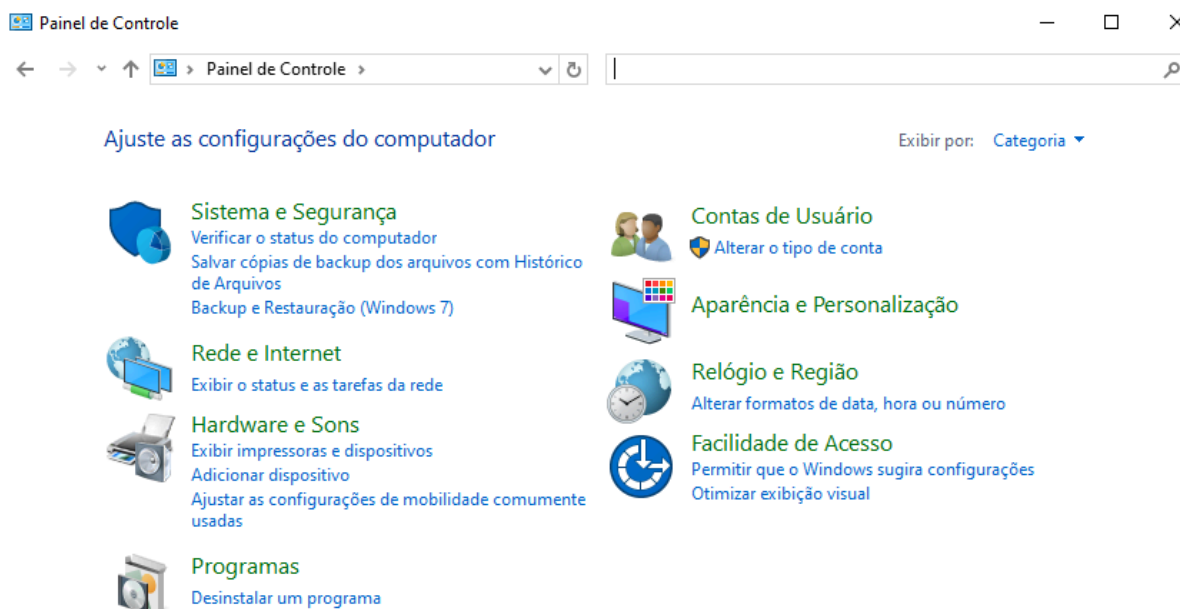 Painel de Controle
Painel de Controle
Ajuste as configurações do computador
Exibir por: Categoria
Sistema e Segurança
Verificar o status do computador
Salvar cópias de backup dos arquivos com Histórico
de Arquivos
Backup e Restauração (Windows 7)
Rede e Internet
Exibir o status e as tarefas da rede
Hardware e Sons
Exibir impressoras e dispositivos
Adicionar dispositivo
Ajustar as configurações de mobilidade comumente
usadas
Programas
Desinstalar um programa
Contas de Usuário
Alterar o tipo de conta
Aparência e Personalização
Relógio e Região
Alterar formatos de data, hora ou número
Facilidade de Acesso
Permitir que o Windows sugira configurações
Otimizar exibição visual